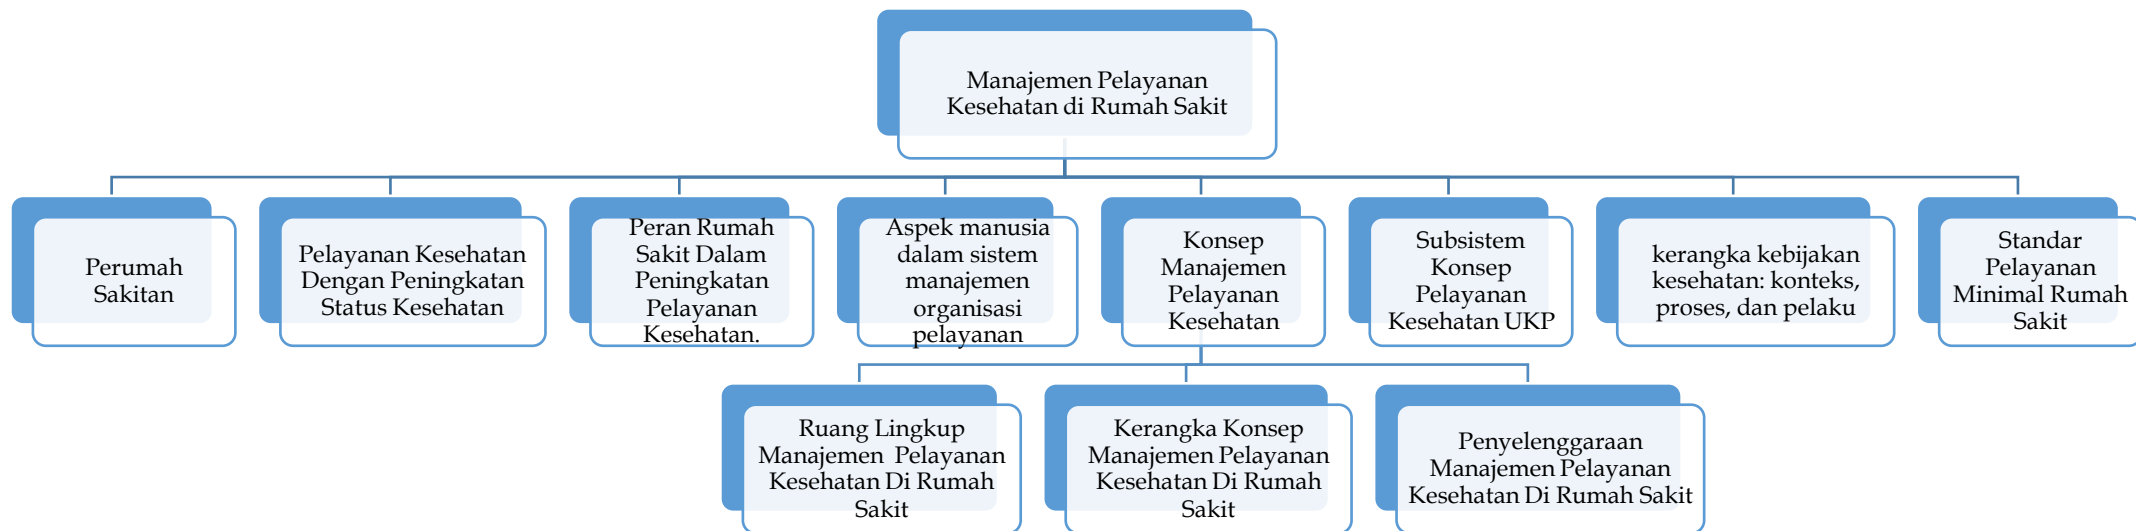 Manajemen Pelayanan
Kesehatan di Rumah Sakit
Perumah
Sakitan
Pelayanan Kesehatan
Dengan Peningkatan
Status Kesehatan
Peran Rumah
Sakit Dalam
Peningkatan
Pelayanan
Kesehatan.
Aspek manusia
dalam sistem
manajemen
organisasi
pelayanan
Konsep
Manajemen
Pelayanan
Kesehatan
Subsistem
Konsep
Pelayanan
Kesehatan UKP
kerangka kebijakan
kesehatan: konteks,
proses, dan pelaku
Standar
Pelayanan
Minimal Rumah
Sakit
Ruang Lingkup
Manajemen  Pelayanan
Kesehatan Di Rumah
Sakit
Kerangka Konsep
Manajemen Pelayanan
Kesehatan Di Rumah
Sakit
Penyelenggaraan
Manajemen Pelayanan
Kesehatan Di Rumah Sakit